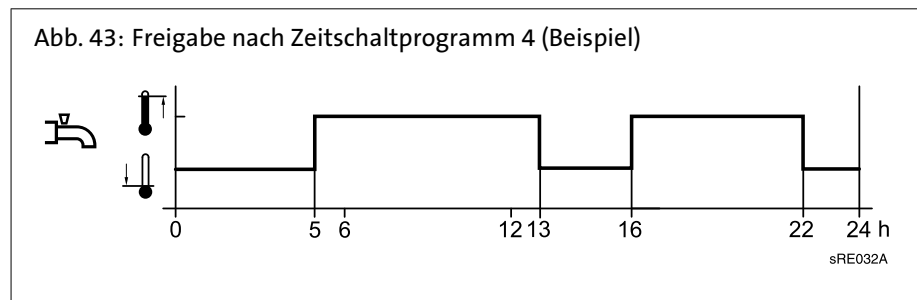 Abb. 43: Freigabe nach Zeitschaltprogramm 4 (Beispiel)
0 5 6 12 13 16 22 24 h
sRE032A